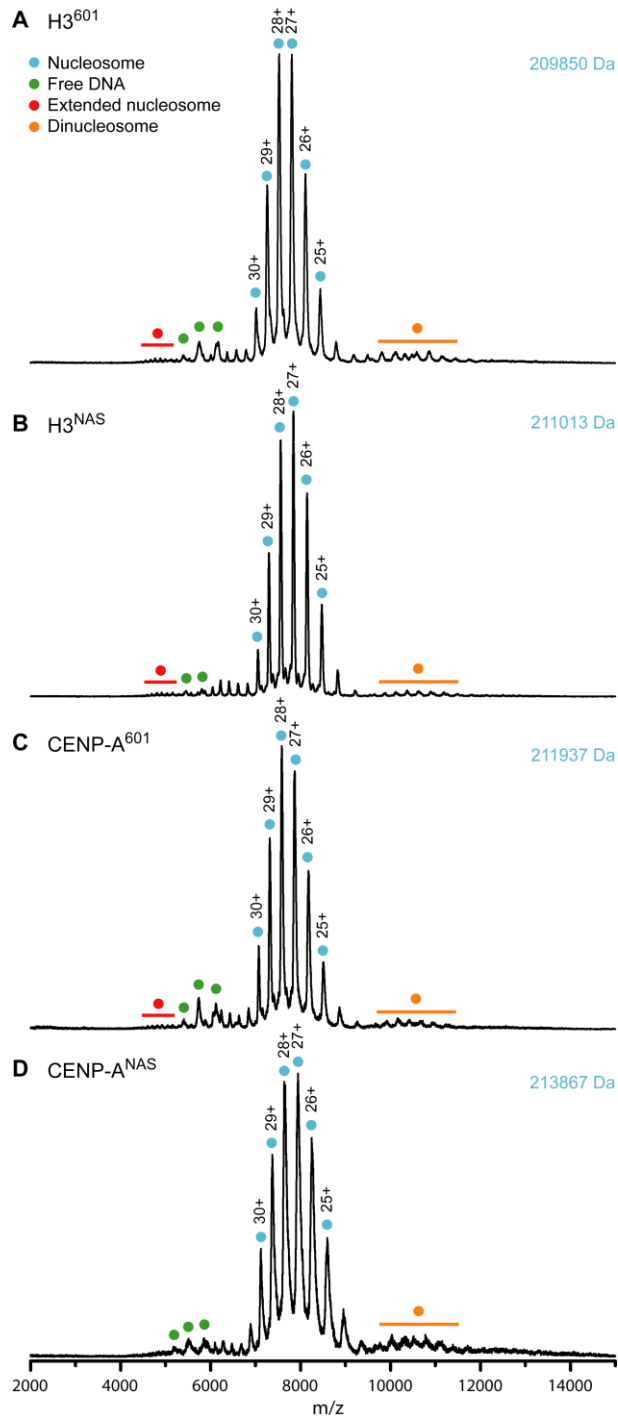 A H3⁶⁰¹
209850 Da
Nucleosome
Free DNA
Extended nucleosome
Dinucleosome
30+
29+
28+
27+
26+
25+
B H3ᴺᴬˢ
211013 Da
30+
29+
28+
27+
26+
25+
C CENP-A⁶⁰¹
211937 Da
30+
29+
28+
27+
26+
25+
D CENP-Aᴺᴬˢ
213867 Da
30+
29+
28+
27+
26+
25+
2000 4000 6000 8000 10000 12000 14000
m/z